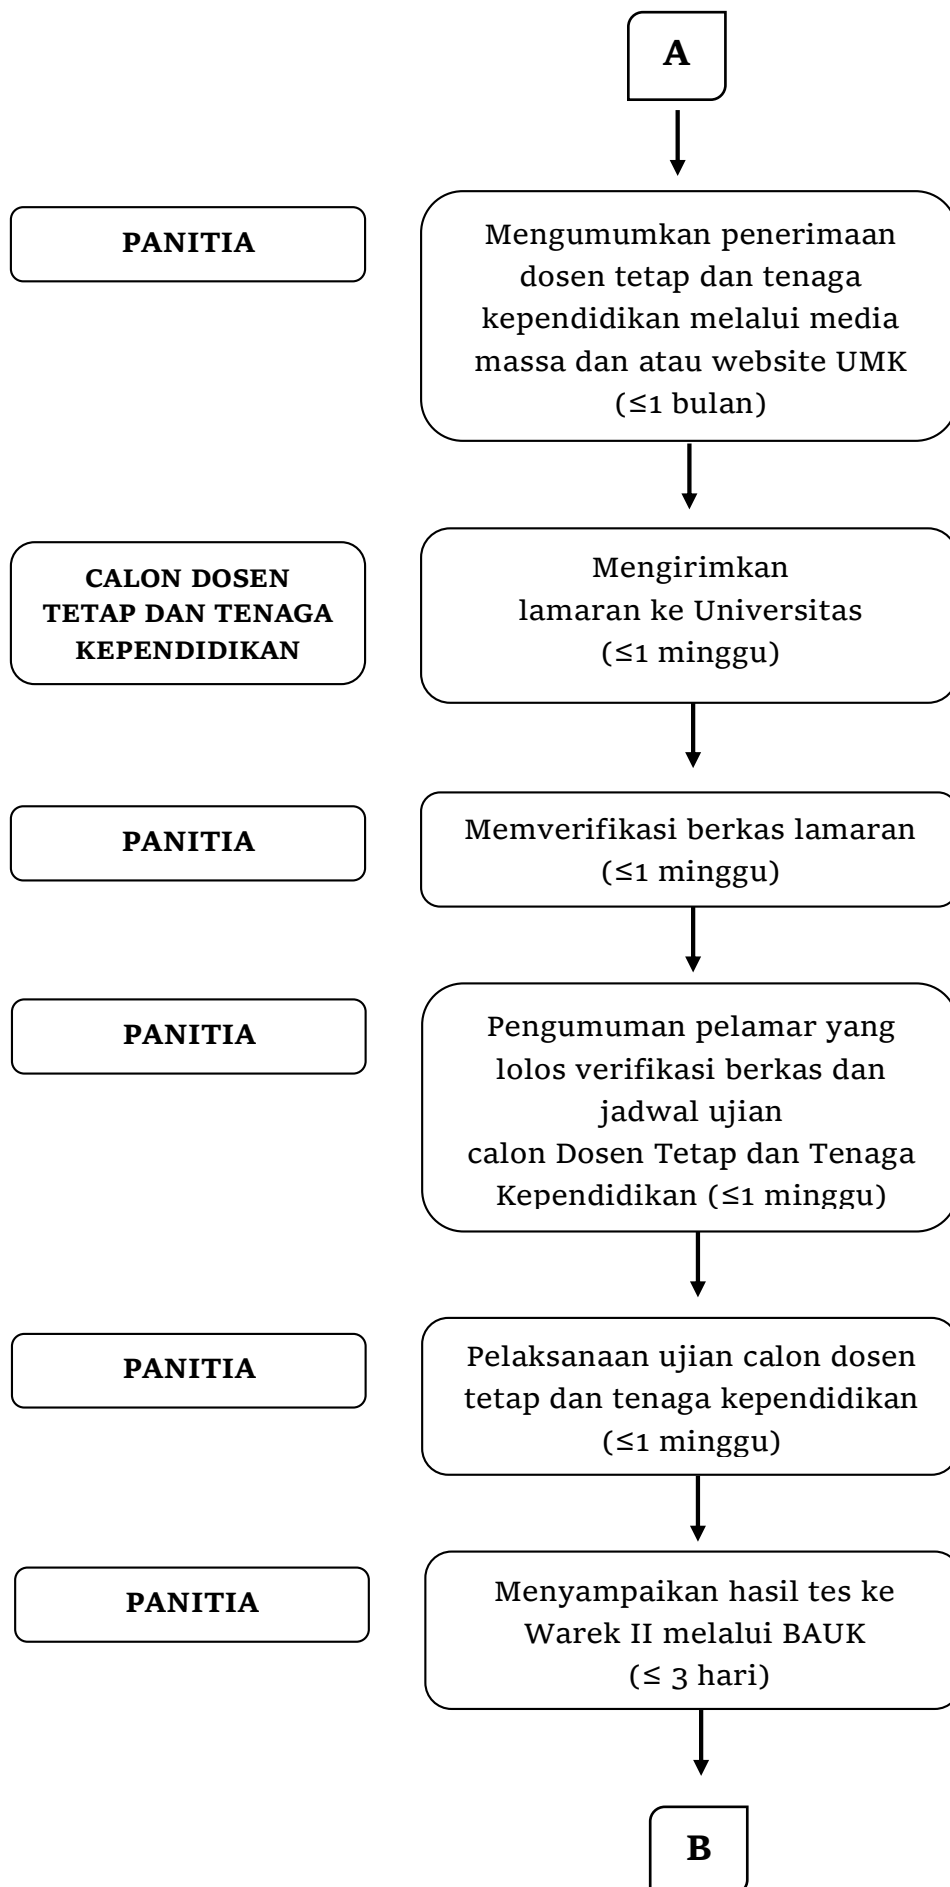 A
PANITIA
Mengumumkan penerimaan
dosen tetap dan tenaga
kependidikan melalui media
massa dan atau website UMK
(≤1 bulan)
CALON DOSEN
TETAP DAN TENAGA
KEPENDIDIKAN
Mengirimkan
lamaran ke Universitas
(≤1 minggu)
PANITIA
Memverifikasi berkas lamaran
(≤1 minggu)
PANITIA
Pengumuman pelamar yang
lolos verifikasi berkas dan
jadwal ujian
calon Dosen Tetap dan Tenaga
Kependidikan (≤1 minggu)
PANITIA
Pelaksanaan ujian calon dosen
tetap dan tenaga kependidikan
(≤1 minggu)
PANITIA
Menyampaikan hasil tes ke
Warek II melalui BAUK
(≤ 3 hari)
B